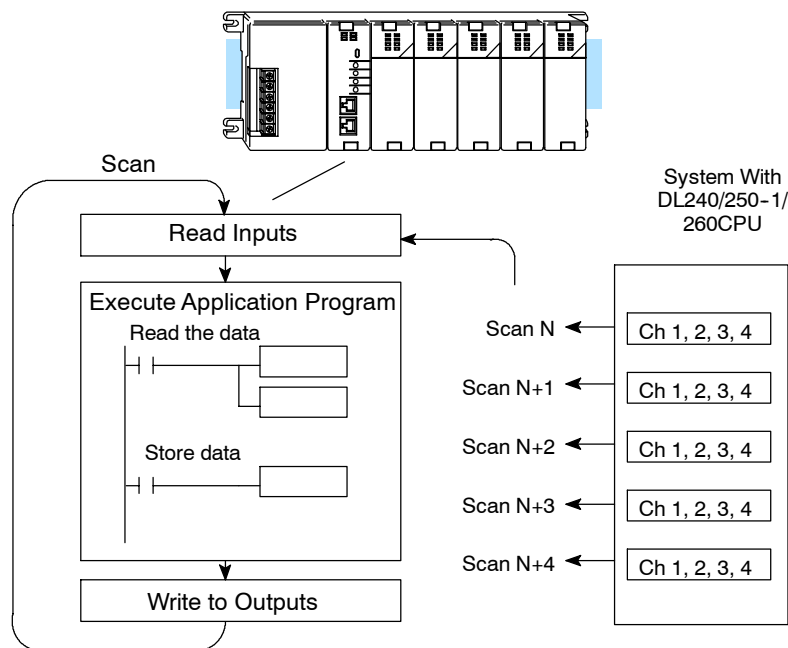 Scan
System With
DL240/250-1/
260CPU
Read Inputs
Execute Application Program
Read the data
Store data
Write to Outputs
Scan N
Ch 1, 2, 3, 4
Scan N+1
Ch 1, 2, 3, 4
Scan N+2
Ch 1, 2, 3, 4
Scan N+3
Ch 1, 2, 3, 4
Scan N+4
Ch 1, 2, 3, 4